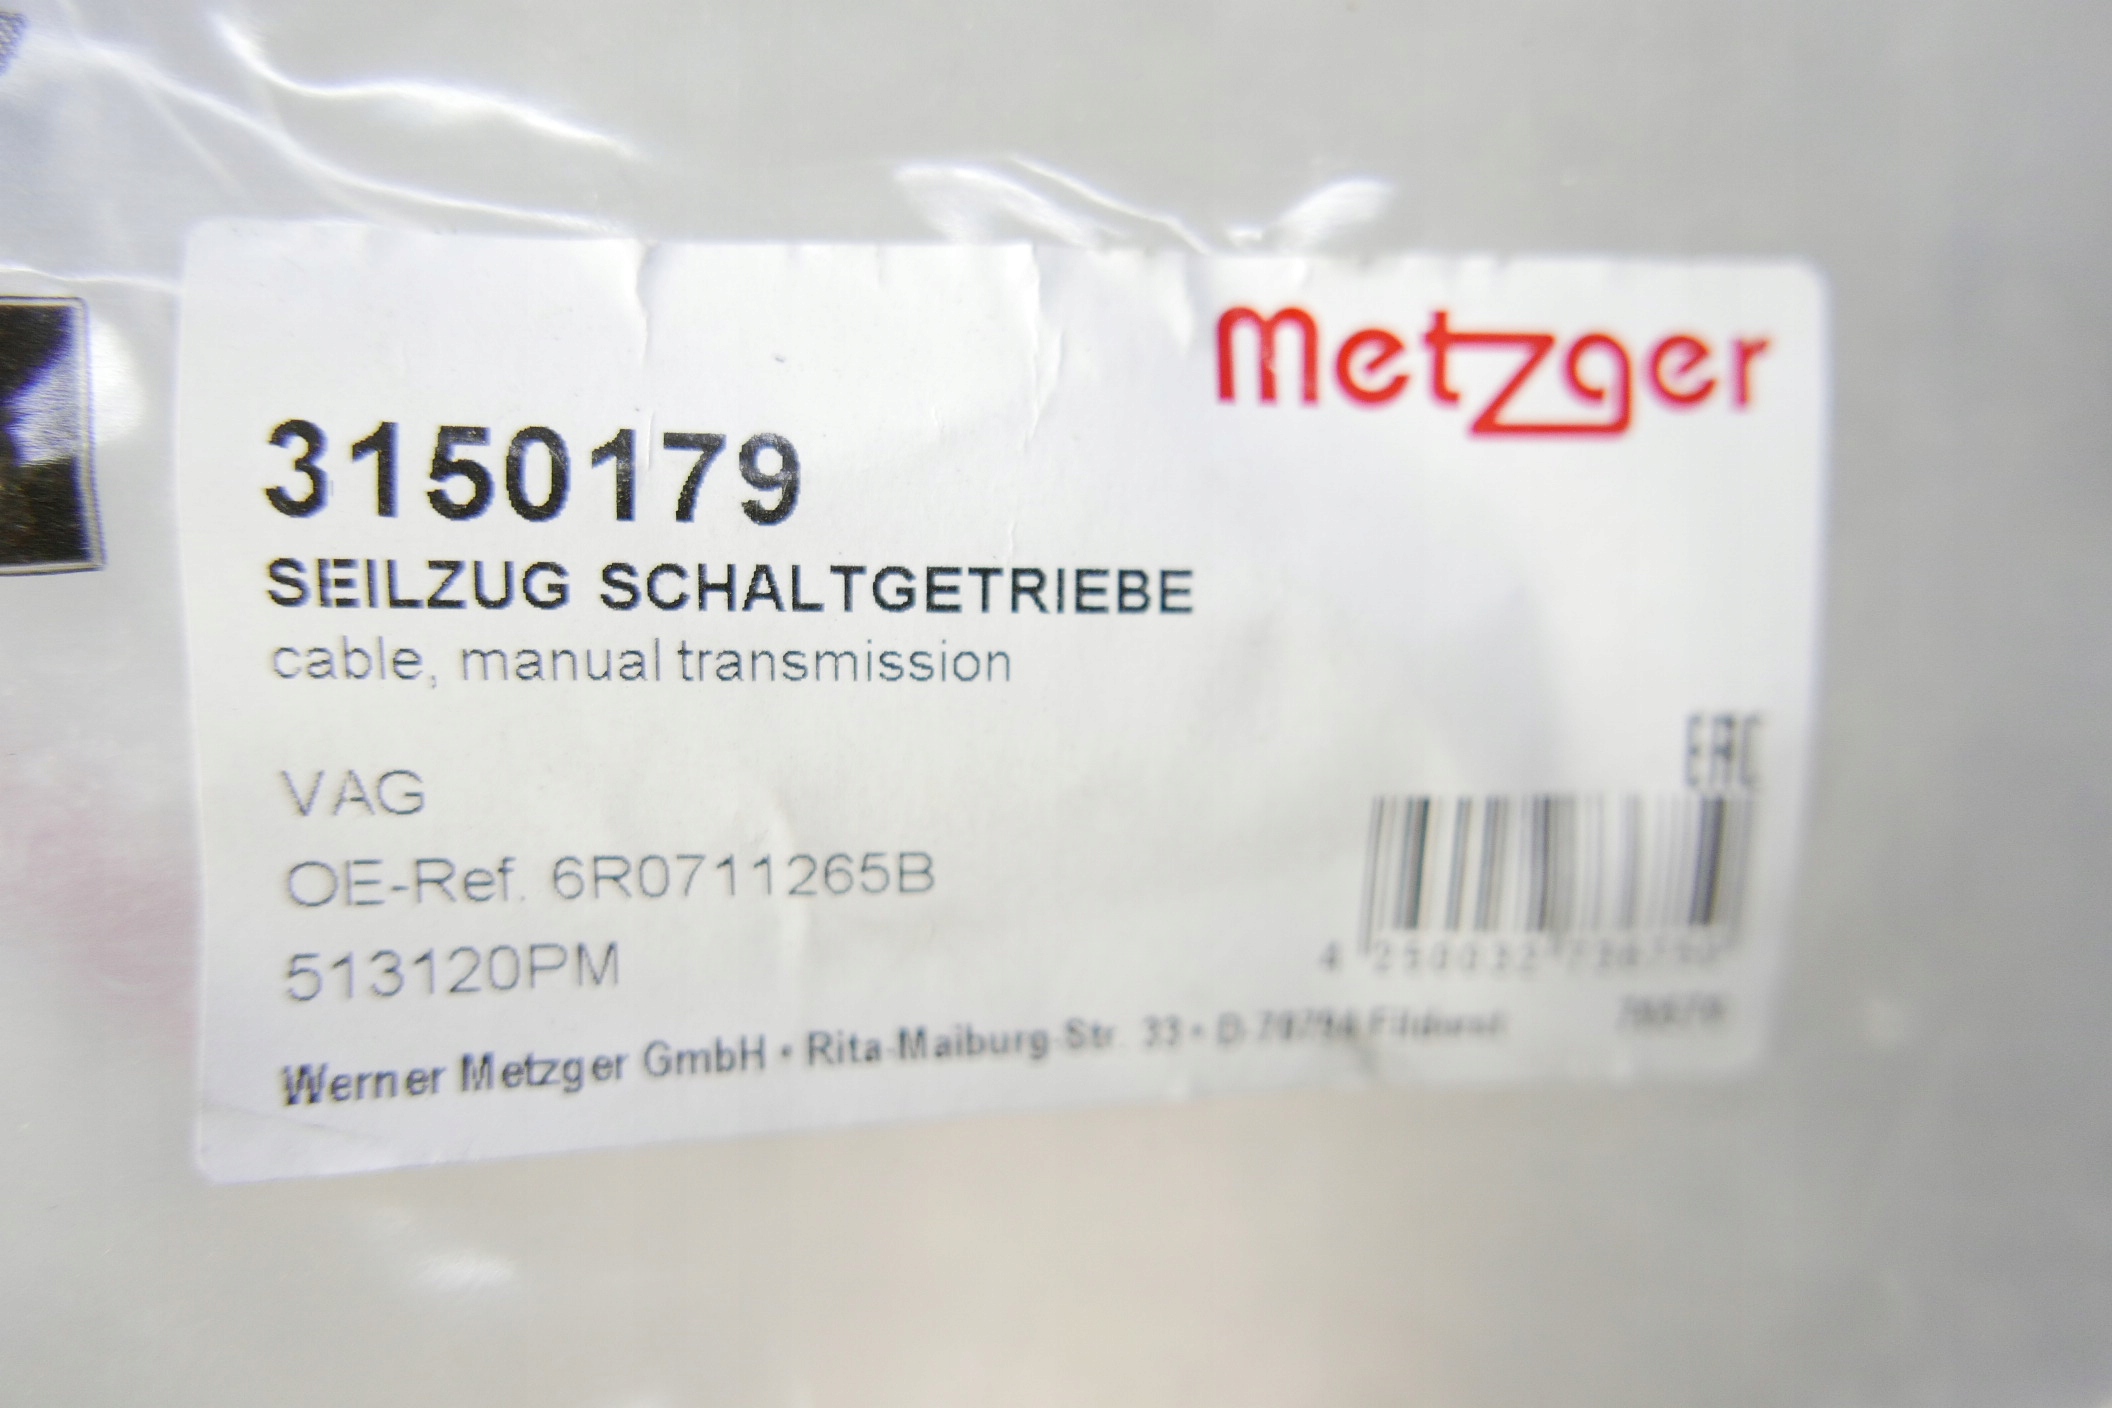 metzger
3150179
SEILZUG SCHALTGETRIEBE
cable, manual transmission
EAC
VAG
OE-Ref. 6R0711265B
513120PM
Werner Metzger GmbH • Rita-Maiburg-Str. 33 •